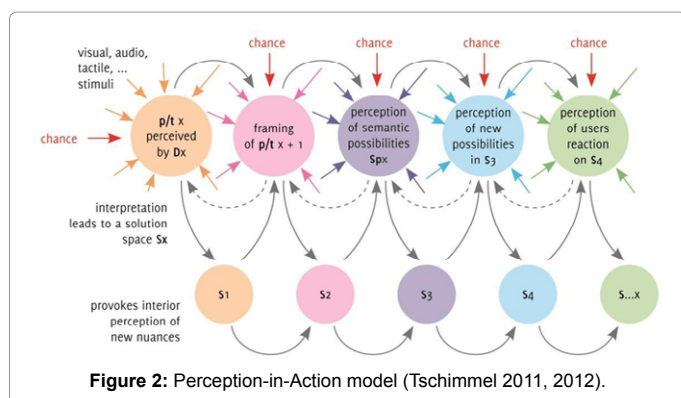 visual, audio,
tactile, ...
stimuli
chance
chance
chance
chance
chance
p/t x
perceived
by Dx
framing
of p/t x + 1
perception
of semantic
possibilities
Spx
perception
of new
possibilities
in S3
perception
of users
reaction
on S4
interpretation
leads to a solution
space Sx
S1
S2
S3
S4
S...x
provokes interior
perception of
new nuances
Figure 2: Perception-in-Action model (Tschimmel 2011, 2012).